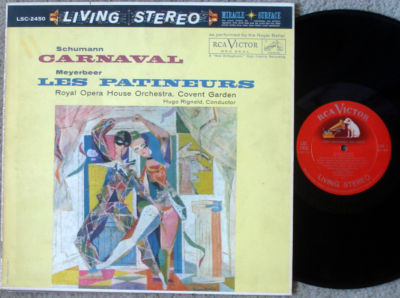 LSC-2450
LIVING STEREO
MIRACLE SURFACE
as performed by the Royal Ballet
RCA VICTOR
Schumann
CARNAVAL
Meyerbeer
LES PATINEURS
Royal Opera House Orchestra, Covent Garden
Hugo Rignold, Conductor
RCA VICTOR
LIVING STEREO